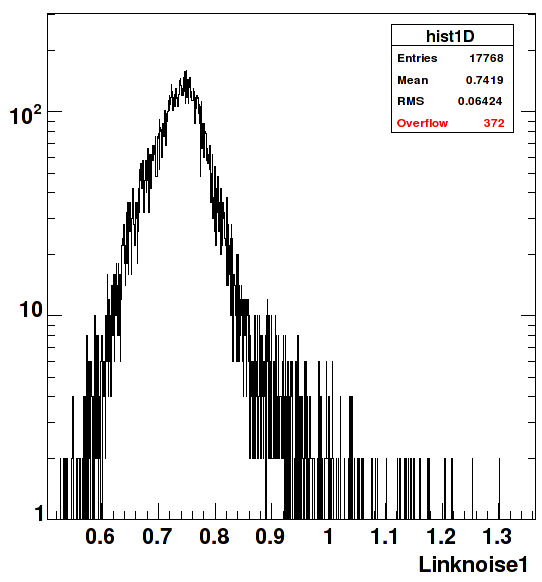 hist1D
Entries 17768
Mean 0.7419
RMS 0.06424
Overflow 372
10²
10
1
0.6 0.7 0.8 0.9 1 1.1 1.2 1.3
Linknoise1